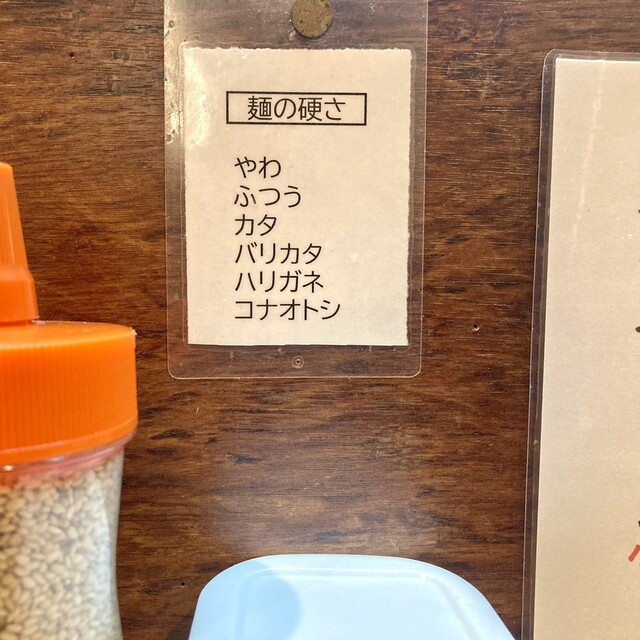 麺の硬さ
やわ
ふつう
カタ
バリカタ
ハリガネ
コナオトシ